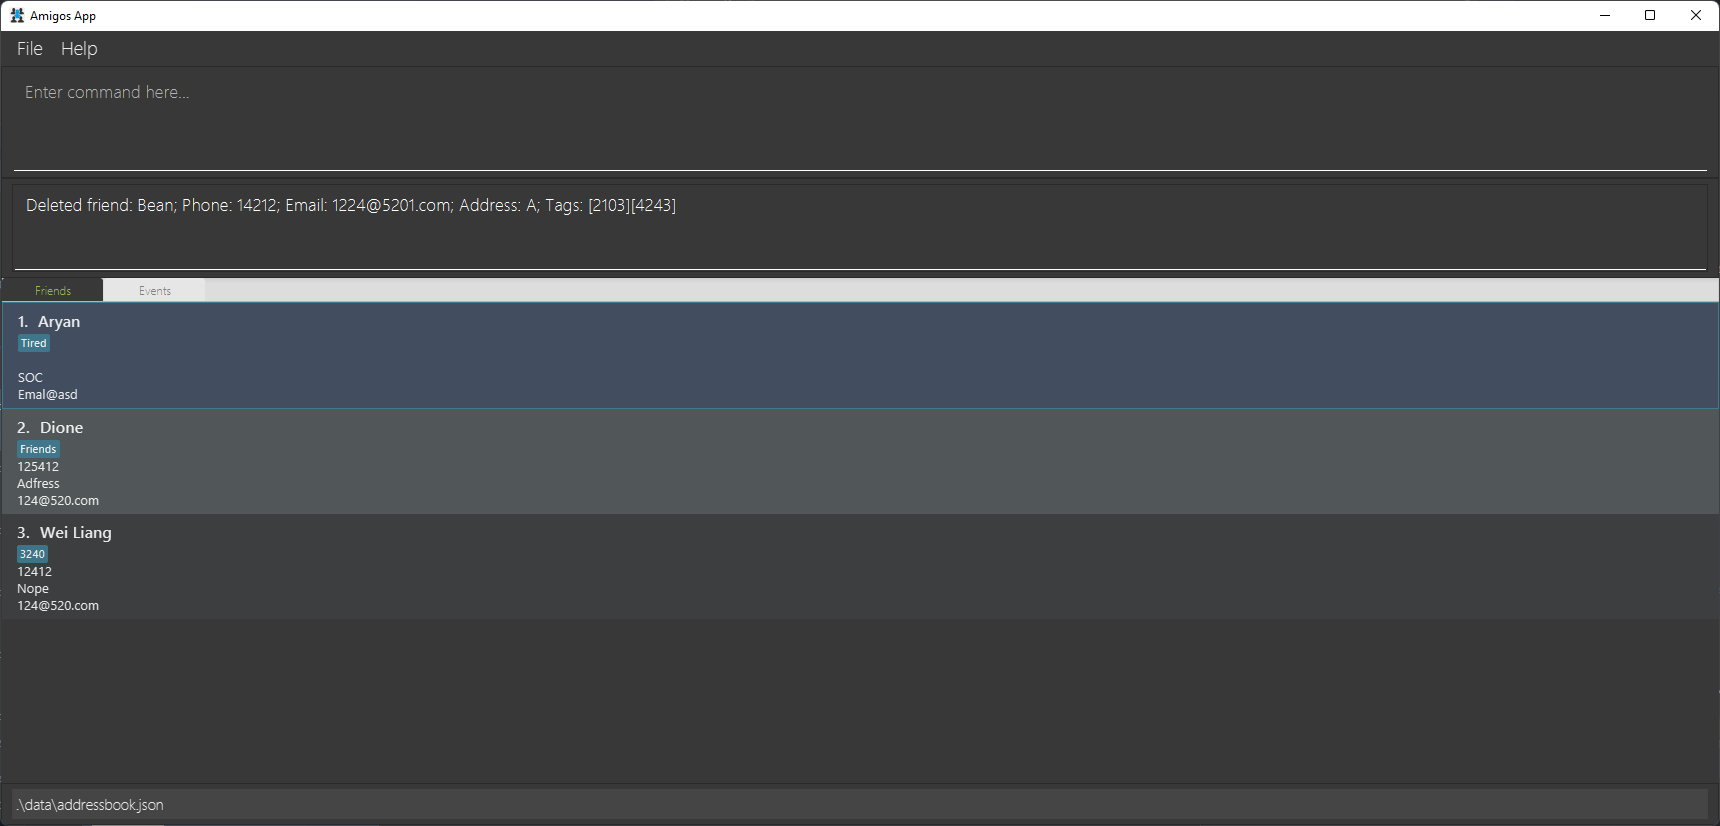 Amigos App
File Help
Enter command here...
Deleted friend: Bean; Phone: 14212; Email: 1224@5201.com; Address: A; Tags: [2103][4243]
Friends Events
1. Aryan
Tired
SOC
Emal@asd
2. Dione
Friends
125412
Adfress
124@520.com
3. Wei Liang
3240
12412
Nope
124@520.com
.\data\addressbook.json